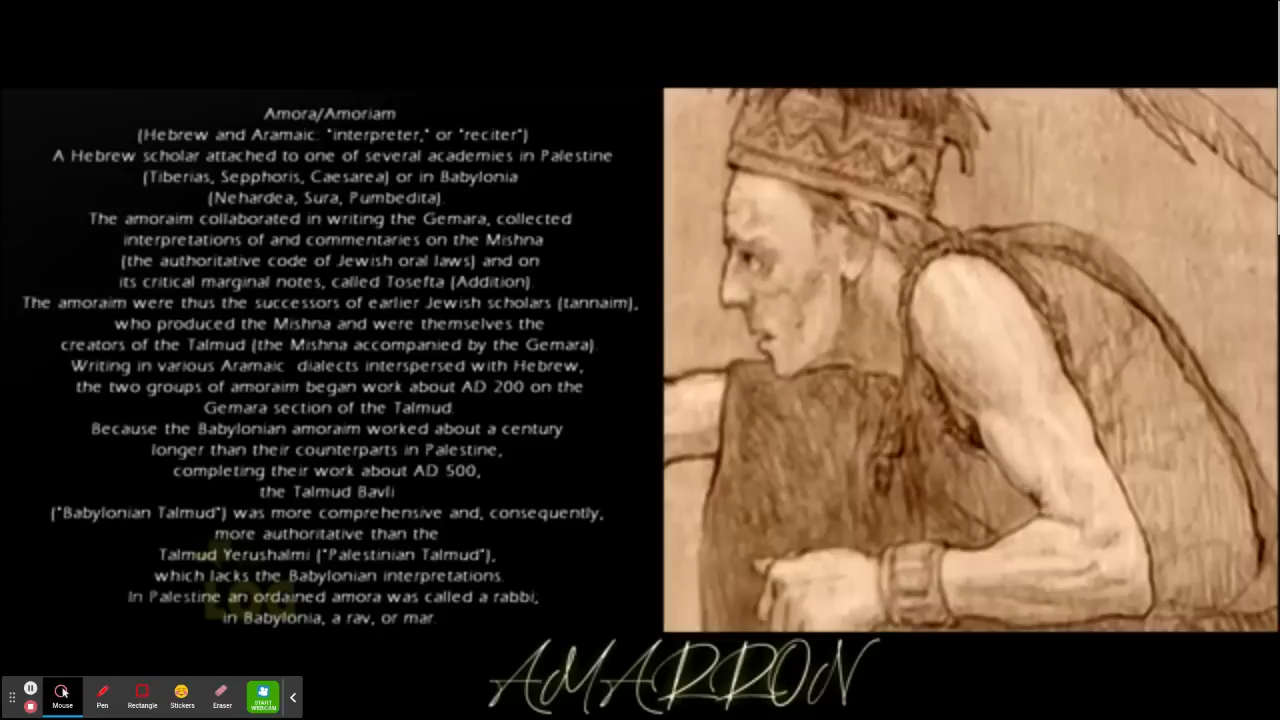 Amora/Amoriam
(Hebrew and Aramaic: "interpreter," or "reciter")
A Hebrew scholar attached to one of several academies in Palestine
(Tiberias, Sepphoris, Caesarea) or in Babylonia
(Nehardea, Sura, Pumbedita).
The amoraim collaborated in writing the Gemara, collected
interpretations of and commentaries on the Mishna
(the authoritative code of Jewish oral laws) and on
its critical marginal notes, called Tosefta (Addition).
The amoraim were thus the successors of earlier Jewish scholars (tannaim),
who produced the Mishna and were themselves the
creators of the Talmud (the Mishna accompanied by the Gemara).
Writing in various Aramaic dialects interspersed with Hebrew,
the two groups of amoraim began work about AD 200 on the
Gemara section of the Talmud.
Because the Babylonian amoraim worked about a century
longer than their counterparts in Palestine,
completing their work about AD 500,
the Talmud Bavli
("Babylonian Talmud") was more comprehensive and, consequently,
more authoritative than the
Talmud Yerushalmi ("Palestinian Talmud"),
which lacks the Babylonian interpretations.
In Palestine an ordained amora was called a rabbi;
in Babylonia, a rav, or mar.
AMARRON
Mouse
Pen
Rectangle
Stickers
Eraser
START
WEBCAM